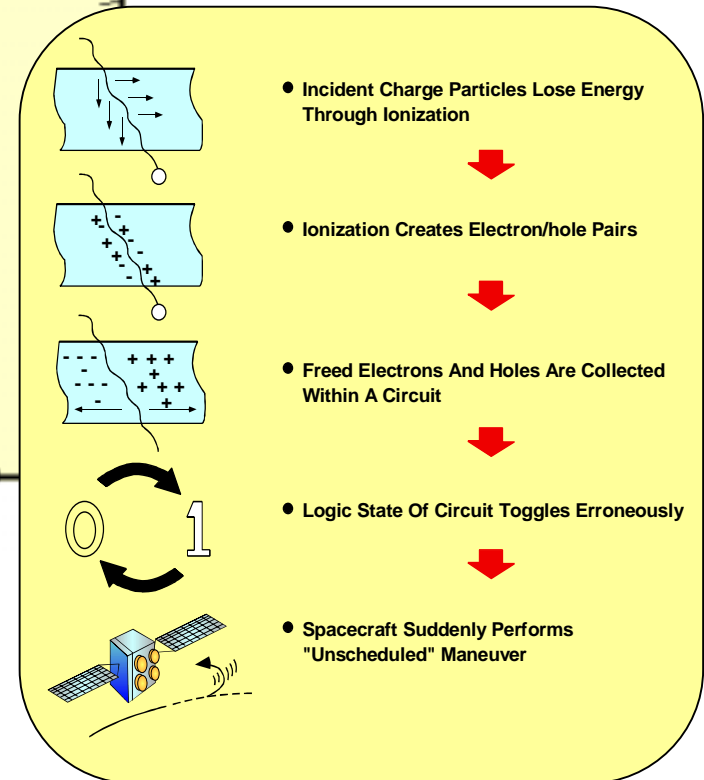 • Incident Charge Particles Lose Energy
Through Ionization
• Ionization Creates Electron/hole Pairs
• Freed Electrons And Holes Are Collected
Within A Circuit
0 1
• Logic State Of Circuit Toggles Erroneously
• Spacecraft Suddenly Performs
"Unscheduled" Maneuver